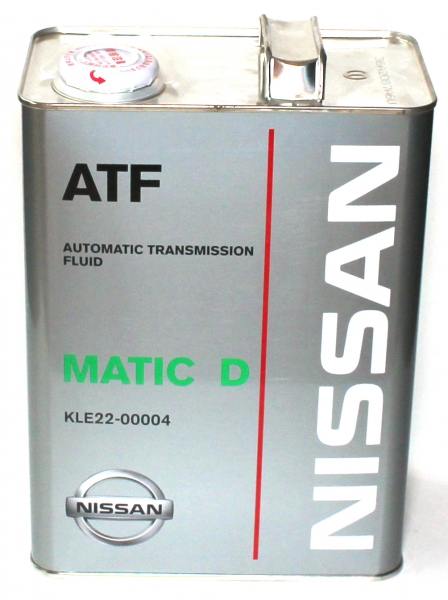 ATF
AUTOMATIC TRANSMISSION
FLUID
MATIC D
KLE22-00004
NISSAN
NISSAN